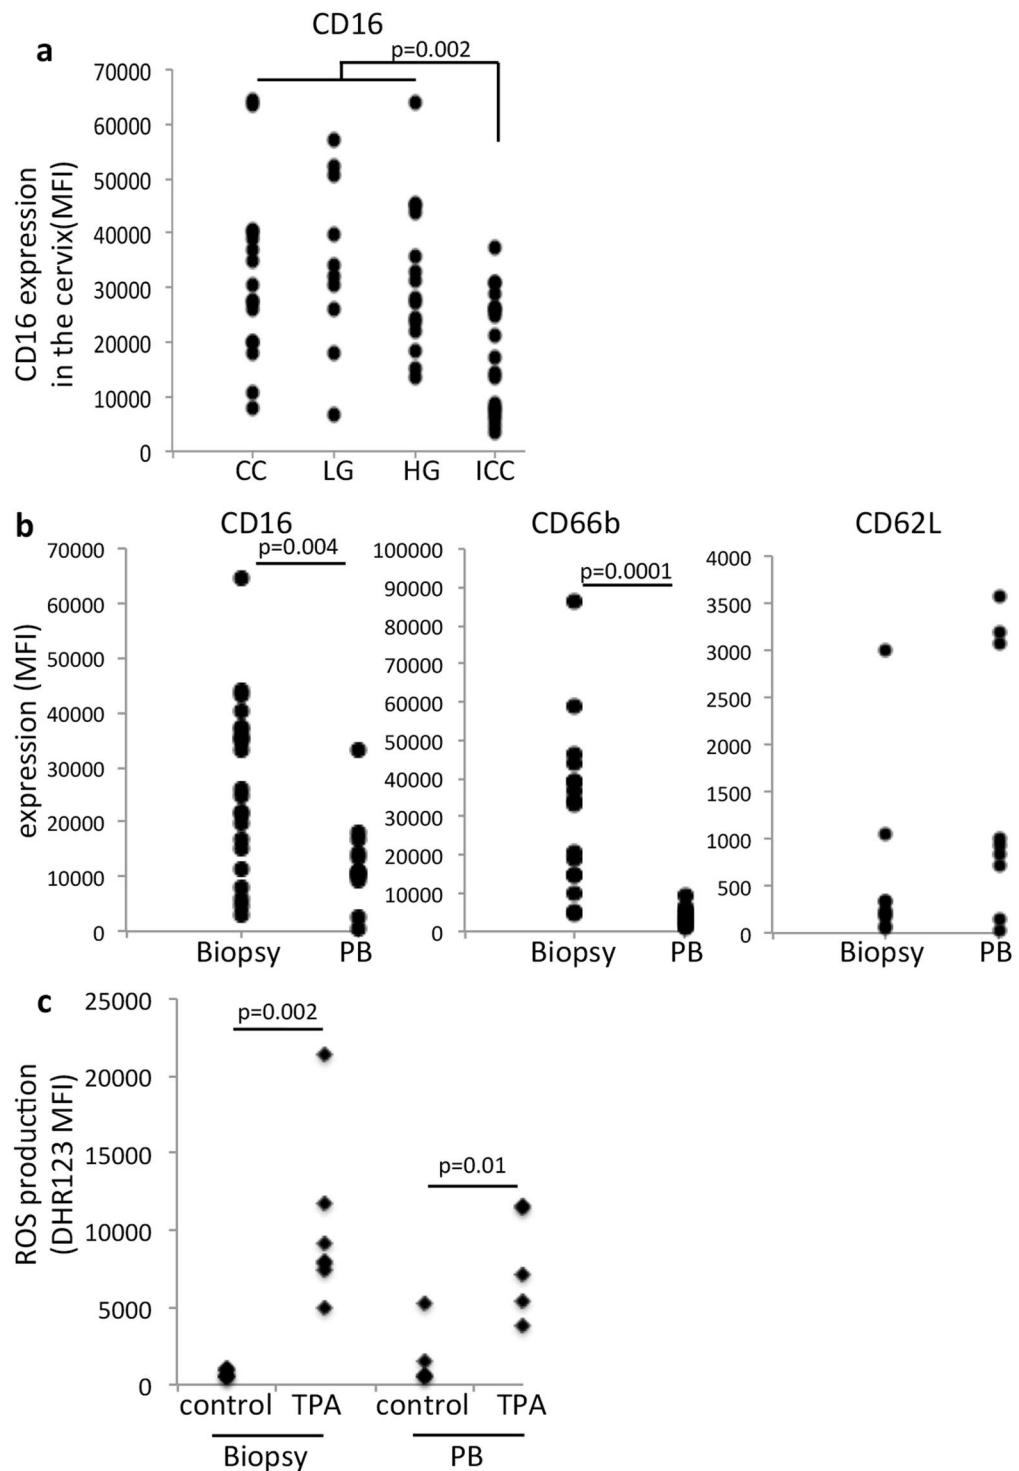 a
CD16
p=0.002
CD16 expression
in the cervix(MFI)
70000
60000
50000
40000
30000
20000
10000
0
CC LG HG ICC
b
CD16
p=0.004
expression (MFI)
70000
60000
50000
40000
30000
20000
10000
0
Biopsy PB
CD66b
p=0.0001
100000
90000
80000
70000
60000
50000
40000
30000
20000
10000
0
Biopsy PB
CD62L
4000
3500
3000
2500
2000
1500
1000
500
0
Biopsy PB
c
ROS production
(DHR123 MFI)
25000
20000
15000
10000
5000
0
p=0.002
p=0.01
control TPA control TPA
Biopsy PB